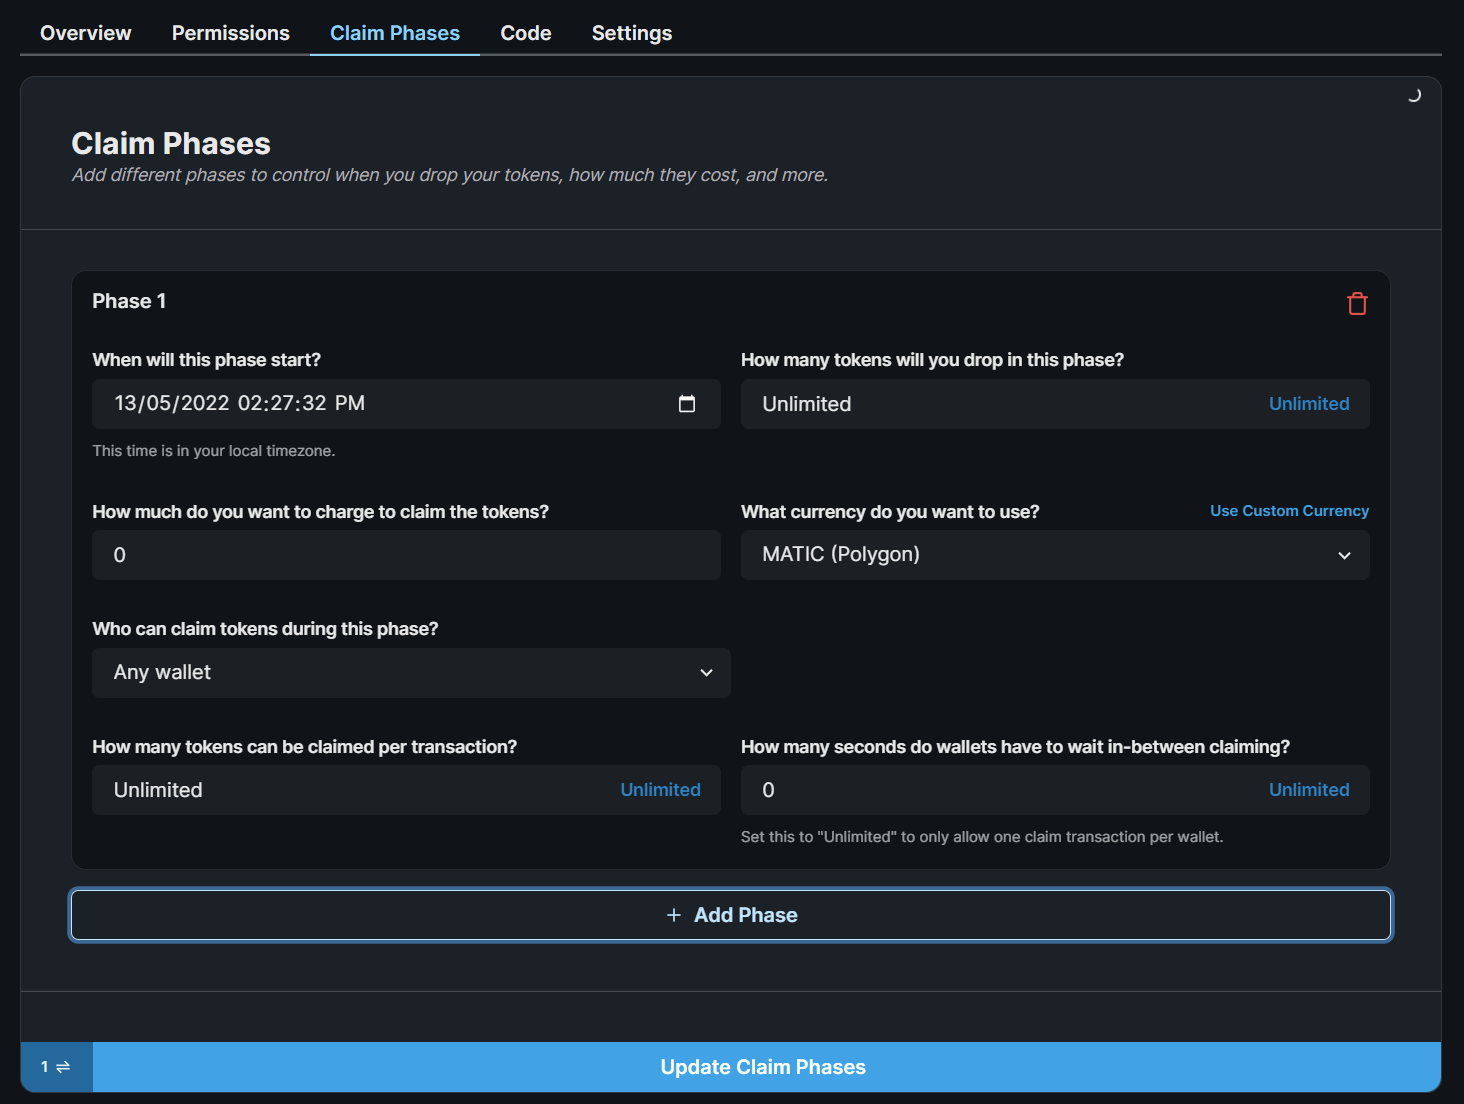 Overview Permissions Claim Phases Code Settings
Claim Phases
Add different phases to control when you drop your tokens, how much they cost, and more.
Phase 1
When will this phase start?
13/05/2022 02:27:32 PM
This time is in your local timezone.
How many tokens will you drop in this phase?
Unlimited Unlimited
How much do you want to charge to claim the tokens?
0
What currency do you want to use? Use Custom Currency
MATIC (Polygon)
Who can claim tokens during this phase?
Any wallet
How many tokens can be claimed per transaction?
Unlimited Unlimited
How many seconds do wallets have to wait in-between claiming?
0 Unlimited
Set this to "Unlimited" to only allow one claim transaction per wallet.
+ Add Phase
1 ⇌ Update Claim Phases